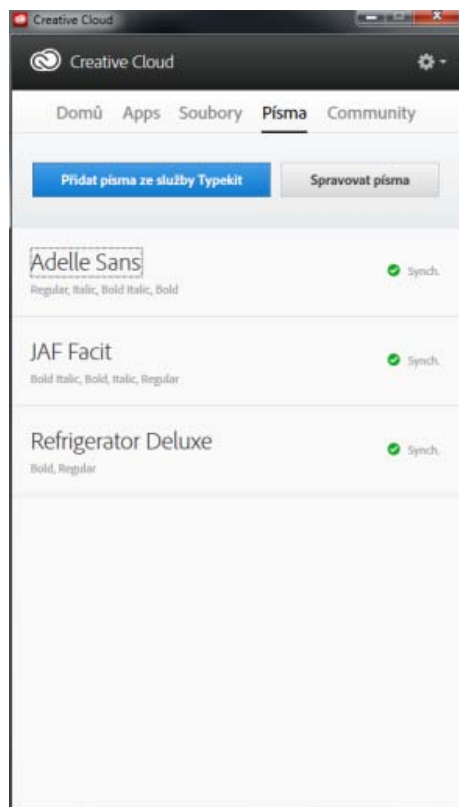 Creative Cloud
Creative Cloud
Domů Apps Soubory Písma Community
Přidat písma ze služby Typekit Spravovat písma
Adelle Sans
Synch.
Regular, Italic, Bold Italic, Bold
JAF Facit
Synch.
Bold Italic, Bold, Italic, Regular
Refrigerator Deluxe
Synch.
Bold, Regular